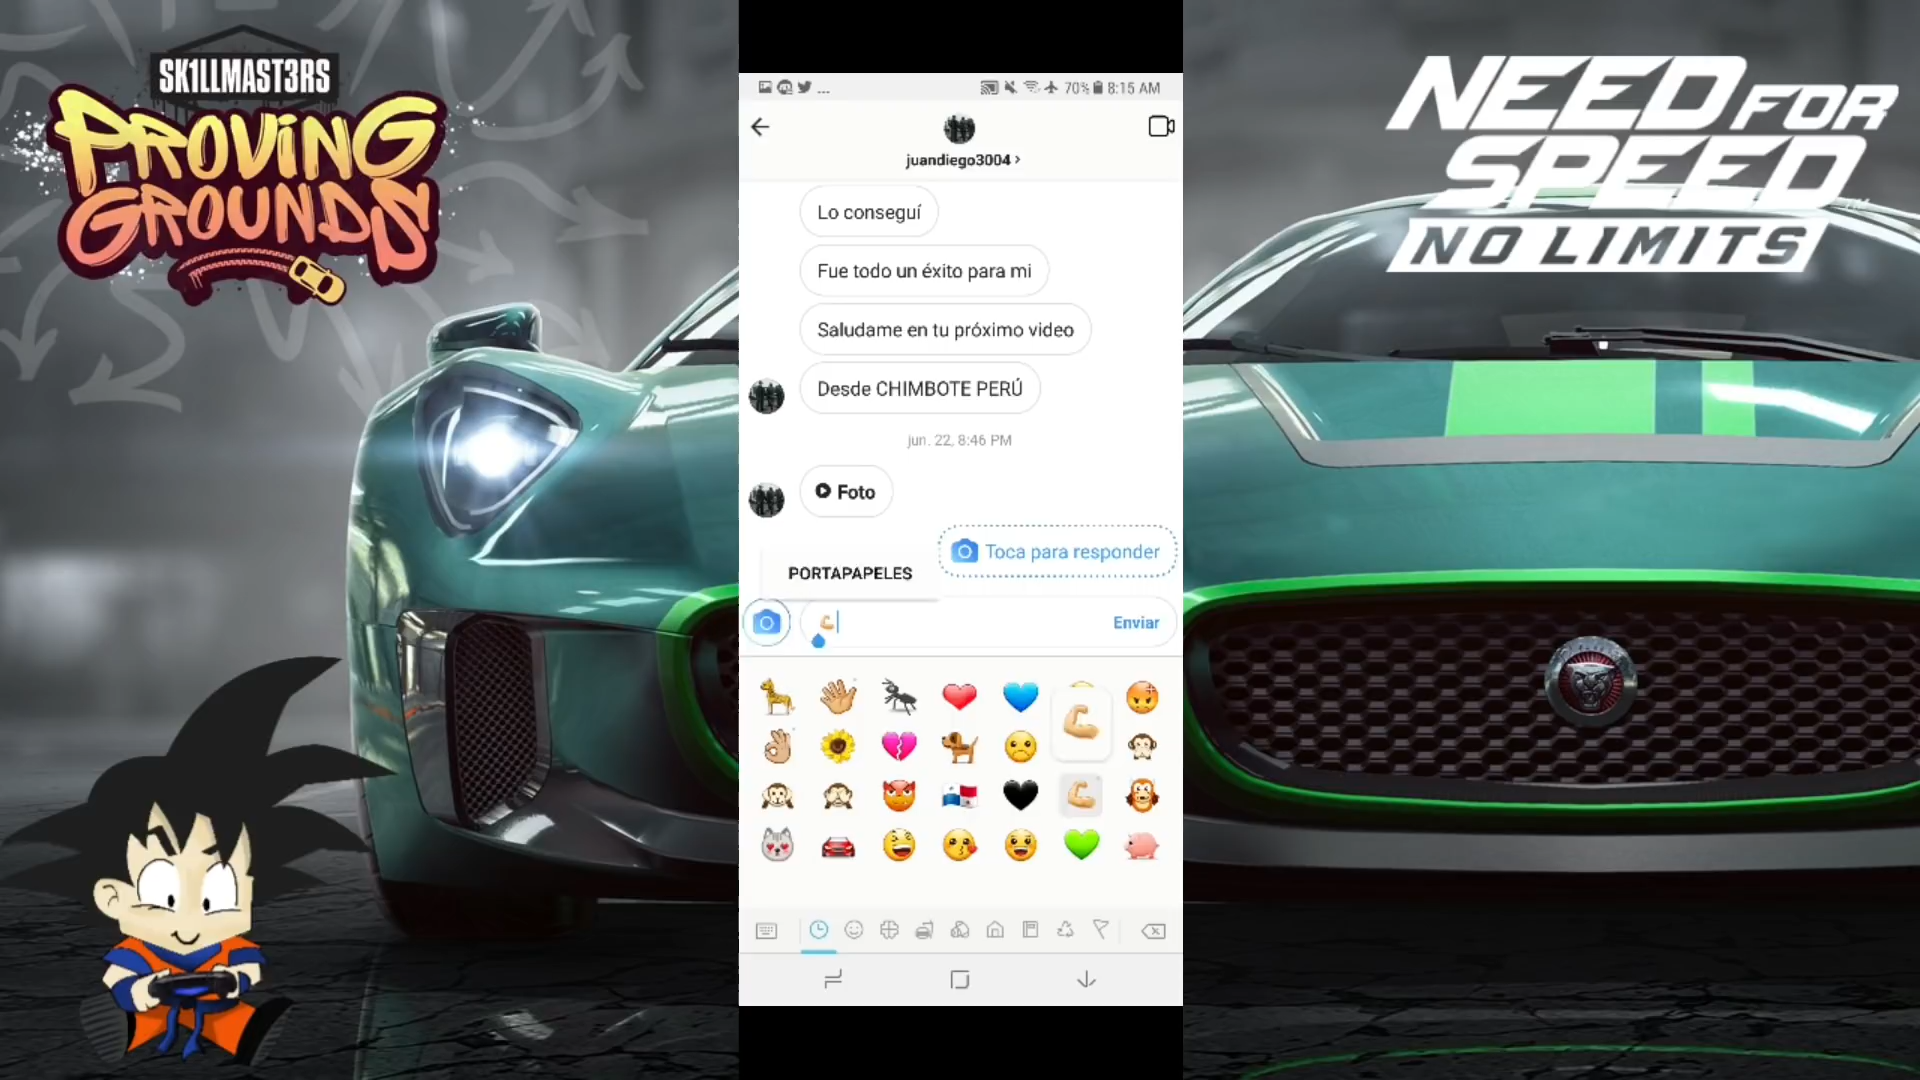 SK1LLMAST3RS
PROVING
GROUNDS
NEED FOR
SPEED
NO LIMITS
TM
... 70% 8:15 AM
juandiego3004 >
Lo conseguí
Fue todo un éxito para mi
Saludame en tu próximo video
Desde CHIMBOTE PERÚ
jun. 22, 8:46 PM
Foto
Toca para responder
PORTAPAPELES
Enviar